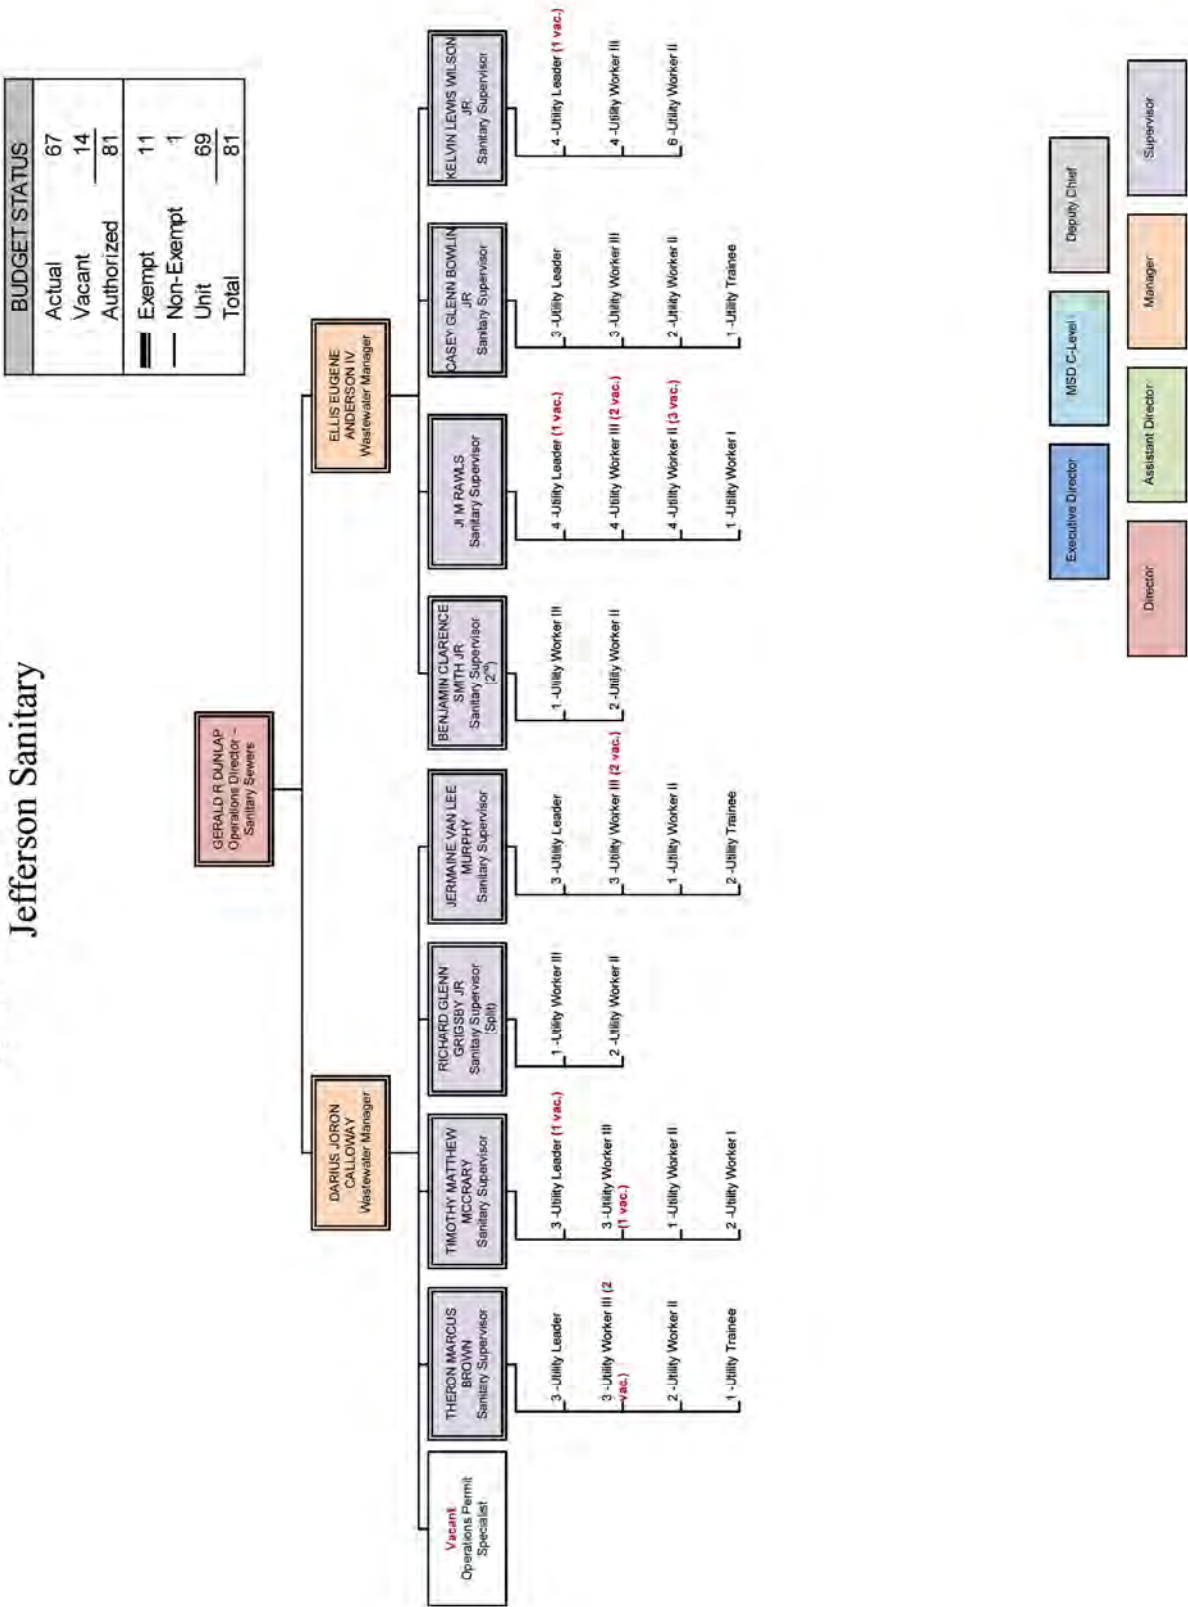 Jefferson Sanitary
BUDGET STATUS
Actual 67
Vacant 14
Authorized 81
Exempt 11
Non-Exempt 1
Unit 69
Total 81
GERALD R DUNLAP
Operations Director –
Sanitary Sewers
DARIUS JORON
CALLOWAY
Wastewater Manager
ELLIS EUGENE
ANDERSON IV
Wastewater Manager
Vacant
Operations Permit
Specialist
THERON MARCUS
BROWN
Sanitary Supervisor
3 -Utility Leader
3 -Utility Worker III (2
vac.)
2 -Utility Worker II
1 -Utility Trainee
TIMOTHY MATTHEW
MCCRARY
Sanitary Supervisor
3 -Utility Leader (1 vac.)
3 -Utility Worker III
(1 vac.)
1 -Utility Worker II
2 -Utility Worker I
RICHARD GLENN
GRIGSBY JR
Sanitary Supervisor
(Split)
1 -Utility Worker III
2 -Utility Worker II
JERMAINE VAN LEE
MURPHY
Sanitary Supervisor
3 -Utility Leader
3 -Utility Worker III (2 vac.)
1 -Utility Worker II
2 -Utility Trainee
BENJAMIN CLARENCE
SMITH JR
Sanitary Supervisor
(2nd)
1 -Utility Worker III
2 -Utility Worker II
JI M RAWLS
Sanitary Supervisor
4 -Utility Leader (1 vac.)
4 -Utility Worker III (2 vac.)
4 -Utility Worker II (3 vac.)
1 -Utility Worker I
CASEY GLENN BOWLIN
JR
Sanitary Supervisor
3 -Utility Leader
3 -Utility Worker III
2 -Utility Worker II
1 -Utility Trainee
KELVIN LEWIS WILSON
JR
Sanitary Supervisor
4 -Utility Leader (1 vac.)
4 -Utility Worker III
6 -Utility Worker II
Executive Director
MSD C-Level
Deputy Chief
Director
Assistant Director
Manager
Supervisor